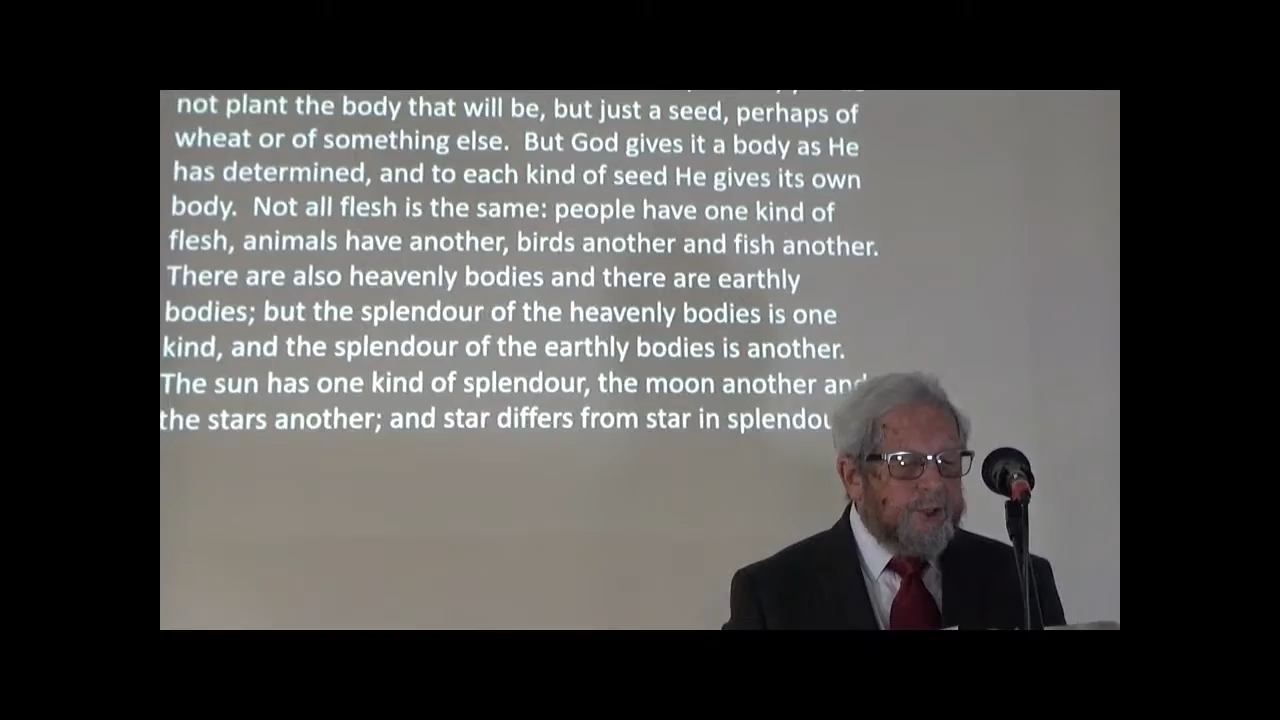 not plant the body that will be, but just a seed, perhaps of
wheat or of something else.  But God gives it a body as He
has determined, and to each kind of seed He gives its own
body.  Not all flesh is the same: people have one kind of
flesh, animals have another, birds another and fish another.
There are also heavenly bodies and there are earthly
bodies; but the splendour of the heavenly bodies is one
kind, and the splendour of the earthly bodies is another.
The sun has one kind of splendour, the moon another and
the stars another; and star differs from star in splendou